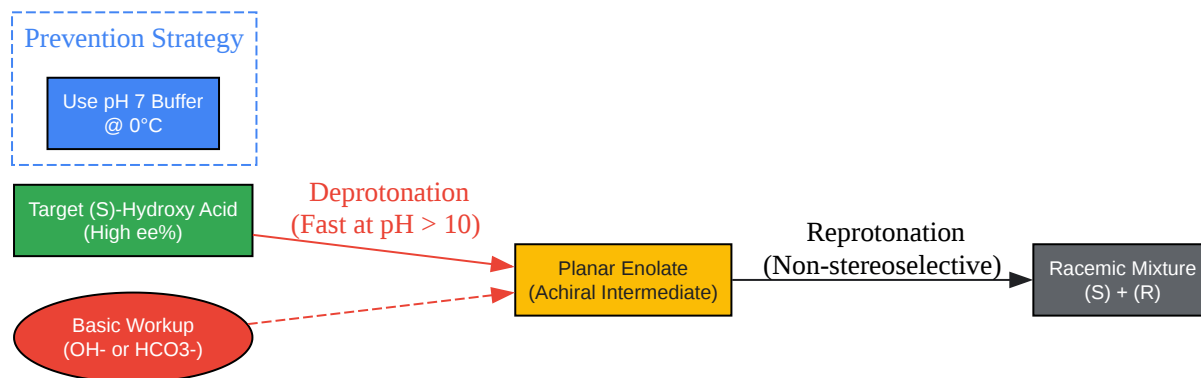 Prevention Strategy
Use pH 7 Buffer
@ 0°C
Target (S)-Hydroxy Acid
(High ee%)
Deprotonation
(Fast at pH > 10)
Basic Workup
(OH- or HCO3-)
Planar Enolate
(Achiral Intermediate)
Reprotonation
(Non-stereoselective)
Racemic Mixture
(S) + (R)